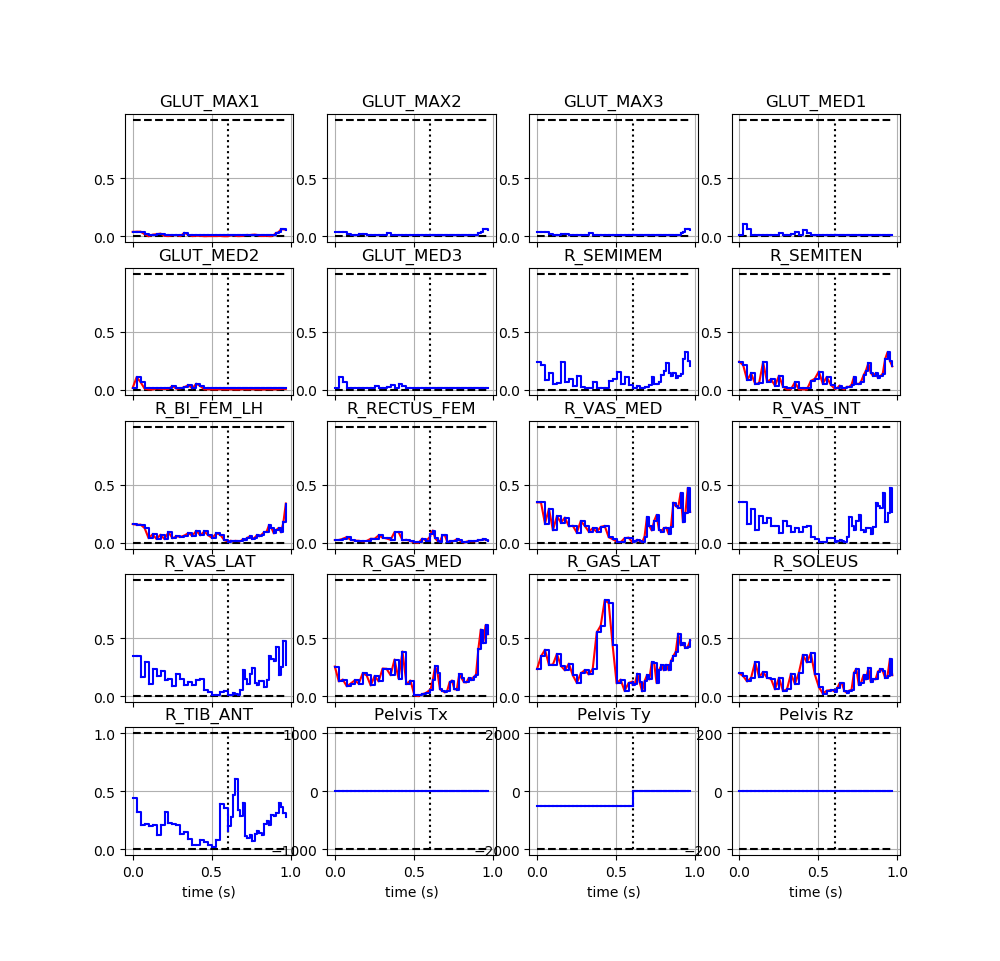 GLUT_MAX1 GLUT_MAX2 GLUT_MAX3 GLUT_MED1
0.5 0.5 0.5 0.5
0.0 0.0 0.0 0.0
GLUT_MED2 GLUT_MED3 R_SEMIMEM R_SEMITEN
0.5 0.5 0.5 0.5
0.0 0.0 0.0 0.0
R_BI_FEM_LH R_RECTUS_FEM R_VAS_MED R_VAS_INT
0.5 0.5 0.5 0.5
0.0 0.0 0.0 0.0
R_VAS_LAT R_GAS_MED R_GAS_LAT R_SOLEUS
0.5 0.5 0.5 0.5
0.0 0.0 0.0 0.0
R_TIB_ANT Pelvis Tx Pelvis Ty Pelvis Rz
1.0 1000 2000 200
0.5 0 0 0
0.0 −1000 −2000 −200
0.0 0.5 1.0 0.0 0.5 1.0 0.0 0.5 1.0 0.0 0.5 1.0
time (s) time (s) time (s) time (s)